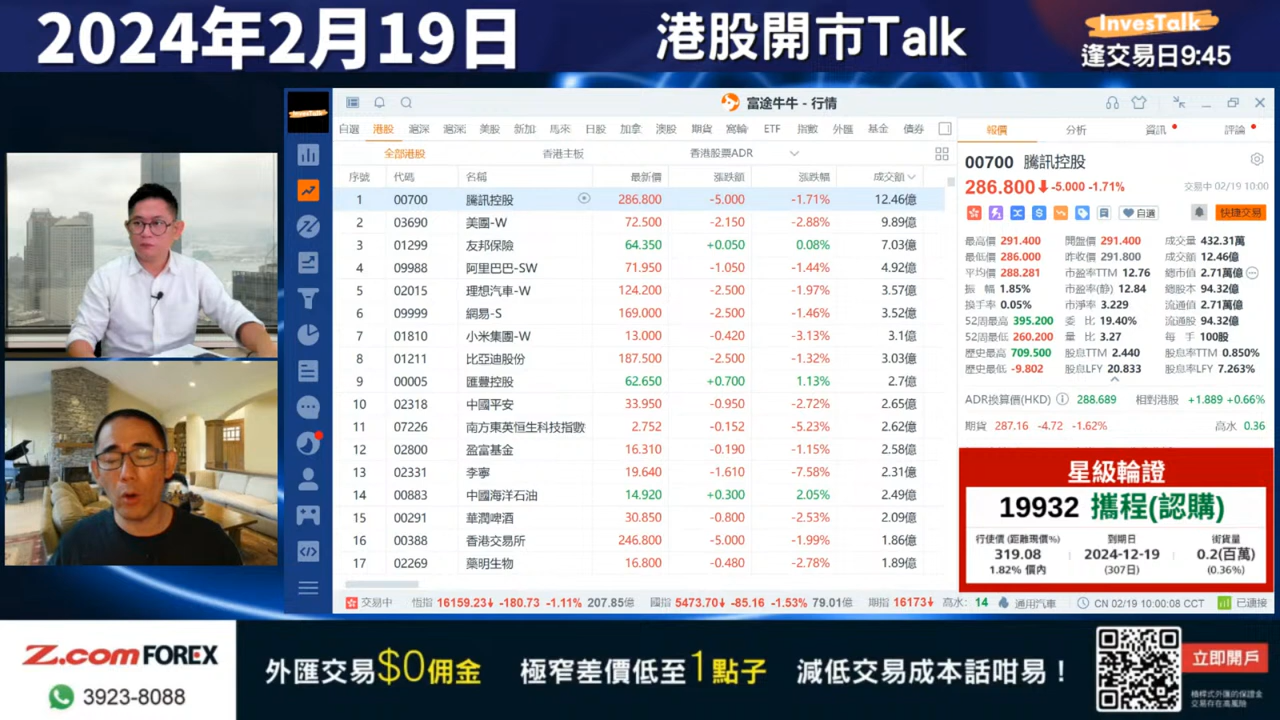 2024年2月19日
港股開市Talk
InvesTalk
逢交易日9:45
InvesTalk
富途牛牛 - 行情
自選 港股 滬深 滬深 美股 新加 馬來 日股 加拿 澳股 期貨 窩輪 ETF 指數 外匯 基金 債券
全部港股 香港主板 香港股票ADR
序號 代碼 名稱 最新價 漲跌額 漲跌幅 成交額
1 00700 騰訊控股 286.800 -5.000 -1.71% 12.46億
2 03690 美團-W 72.500 -2.150 -2.88% 9.89億
3 01299 友邦保險 64.350 +0.050 0.08% 7.03億
4 09988 阿里巴巴-SW 71.950 -1.050 -1.44% 4.92億
5 02015 理想汽車-W 124.200 -2.500 -1.97% 3.57億
6 09999 網易-S 169.000 -2.500 -1.46% 3.52億
7 01810 小米集團-W 13.000 -0.420 -3.13% 3.1億
8 01211 比亞迪股份 187.500 -2.500 -1.32% 3.03億
9 00005 匯豐控股 62.650 +0.700 1.13% 2.7億
10 02318 中國平安 33.950 -0.950 -2.72% 2.65億
11 07226 南方東英恒生科技指數 2.752 -0.152 -5.23% 2.62億
12 02800 盈富基金 16.310 -0.190 -1.15% 2.58億
13 02331 李寧 19.640 -1.610 -7.58% 2.31億
14 00883 中國海洋石油 14.920 +0.300 2.05% 2.49億
15 00291 華潤啤酒 30.850 -0.800 -2.53% 2.09億
16 00388 香港交易所 246.800 -5.000 -1.99% 1.86億
17 02269 藥明生物 16.800 -0.480 -2.78% 1.89億
報價 分析 資訊 評論
00700 騰訊控股
286.800 -5.000 -1.71% 交易中 02/19 10:00
自選 快捷交易
最高價 291.400 開盤價 291.400 成交量 432.31萬
最低價 286.000 昨收價 291.800 成交額 12.46億
平均價 288.281 市盈率TTM 12.76 總市值 2.71萬億
振 幅 1.85% 市盈率(静) 12.84 總股本 94.32億
換手率 0.05% 市淨率 3.229 流通值 2.71萬億
52周最高 395.200 委 比 19.40% 流通股 94.32億
52周最低 260.200 量 比 3.27 每 手 100股
歷史最高 709.500 股息TTM 2.440 股息率TTM 0.850%
歷史最低 -9.802 股息LFY 20.833 股息率LFY 7.263%
ADR換算價(HKD) 288.689 相對港股 +1.889 +0.66%
期貨 287.16 -4.72 -1.62% 高水 0.36
星級輪證
19932 攜程(認購)
行使價 (距離現價%) 到期日 街貨量
319.08 2024-12-19 0.2(百萬)
1.82% 價內 (307日) (0.36%)
交易中 恆指 16159.23 -180.73 -1.11% 207.85億 國指 5473.70 -85.16 -1.53% 79.01億 期指 16173 高水: 14 通用汽車 CN 02/19 10:00:08 CCT 已連接
Z.com FOREX
3923-8088
外匯交易$0佣金 極窄差價低至1點子 減低交易成本話咁易！
立即開戶
槓桿式外匯的保證金
交易存在高風險